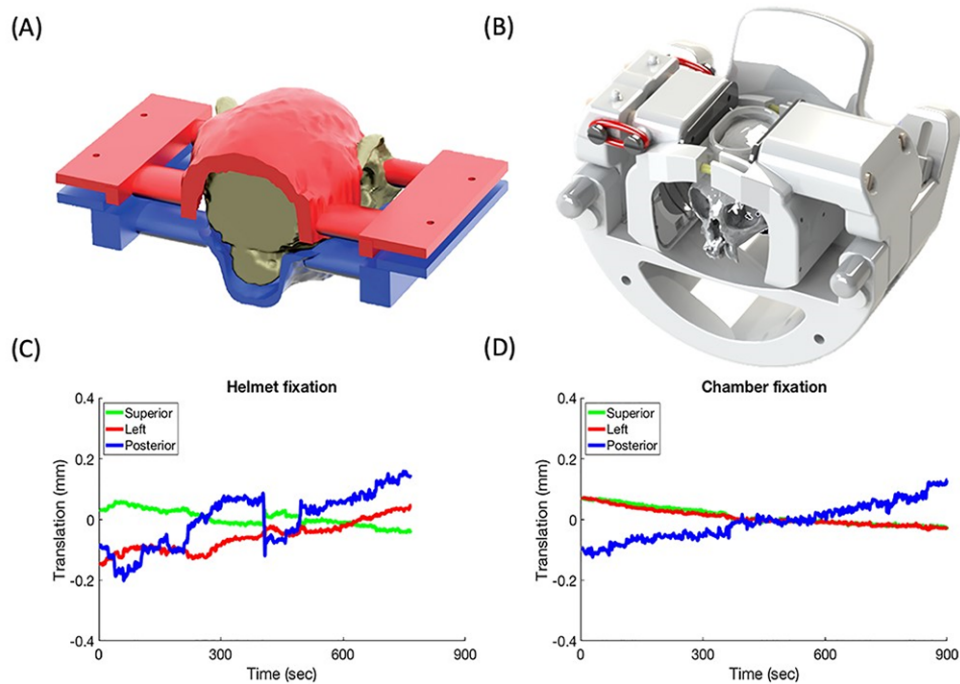 (A)
(B)
(C)
(D)
Helmet fixation
Chamber fixation
0.4
0.2
0
-0.2
-0.4
Translation (mm)
Superior
Left
Posterior
0
300
600
900
Time (sec)
0.4
0.2
0
-0.2
-0.4
Translation (mm)
Superior
Left
Posterior
0
300
600
900
Time (sec)